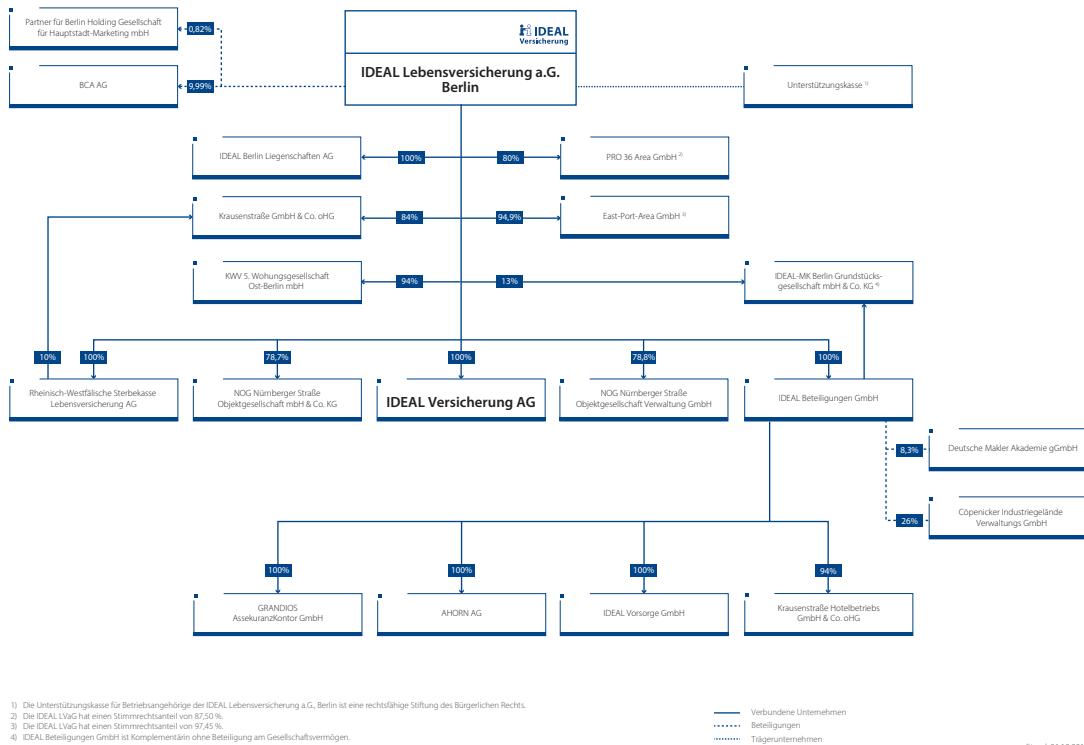 Partner für Berlin Holding Gesellschaft
für Hauptstadt-Marketing mbH
0,82%
IDEAL
Versicherung
IDEAL Lebensversicherung a.G.
Berlin
BCA AG
9,99%
Unterstützungskasse 1)
IDEAL Berlin Liegenschaften AG
100%
80%
PRO 36 Area GmbH 2)
Krausenstraße GmbH & Co. oHG
84%
94,9%
East-Port-Area GmbH 3)
KWV 5. Wohungsgesellschaft
Ost-Berlin mbH
94%
13%
IDEAL-MK Berlin Grundstücks-
gesellschaft mbH & Co. KG 4)
10%
100%
78,7%
100%
78,8%
100%
Rheinisch-Westfälische Sterbekasse
Lebensversicherung AG
NOG Nürnberger Straße
Objektgesellschaft mbH & Co. KG
IDEAL Versicherung AG
NOG Nürnberger Straße
Objektgesellschaft Verwaltung GmbH
IDEAL Beteiligungen GmbH
8,3%
Deutsche Makler Akademie gGmbH
26%
Cöpenicker Industriegelände
Verwaltungs GmbH
100%
100%
100%
94%
GRANDIOS
AssekuranzKontor GmbH
AHORN AG
IDEAL Vorsorge GmbH
Krausenstraße Hotelbetriebs
GmbH & Co. oHG
1) Die Unterstützungskasse für Betriebsangehörige der IDEAL Lebensversicherung a.G., Berlin ist eine rechtsfähige Stiftung des Bürgerlichen Rechts.
2) Die IDEAL LVaG hat einen Stimmrechtsanteil von 87,50 %.
3) Die IDEAL LVaG hat einen Stimmrechtsanteil von 97,45 %.
4) IDEAL Beteiligungen GmbH ist Komplementärin ohne Beteiligung am Gesellschaftsvermögen.
Verbundene Unternehmen
Beteiligungen
Trägerunternehmen